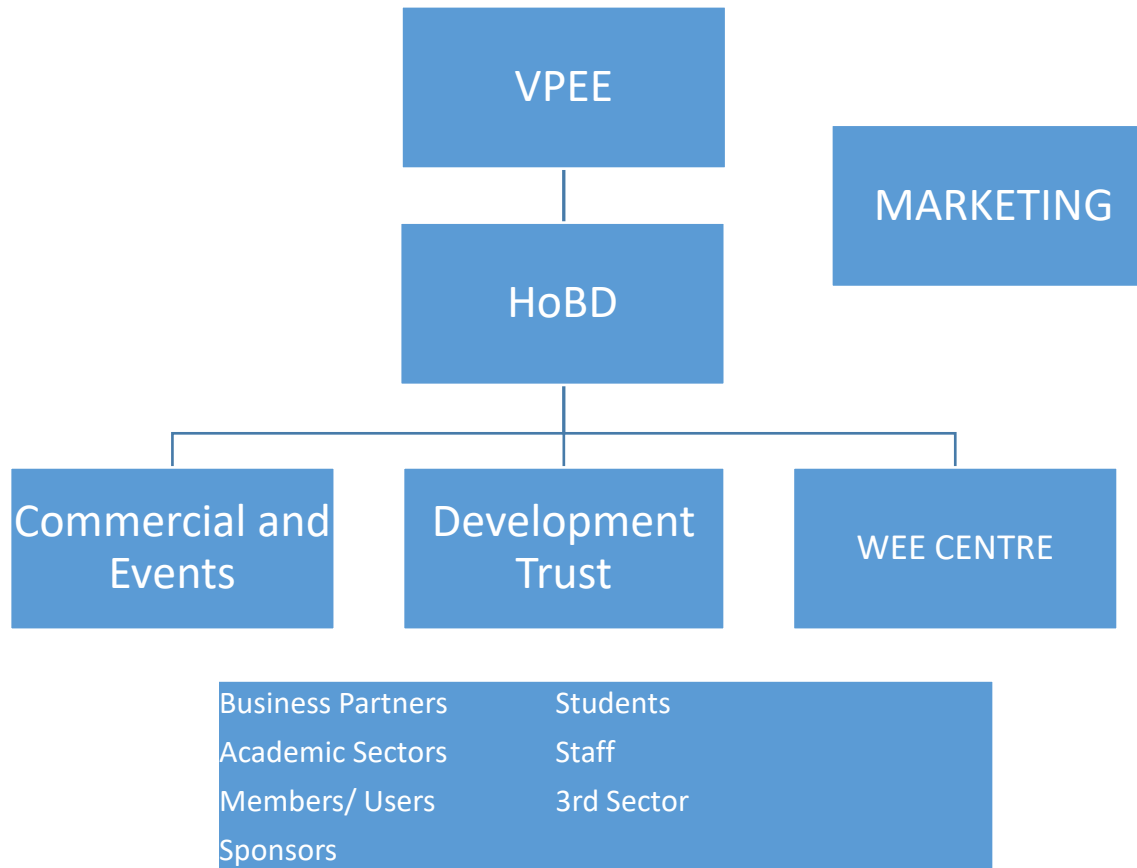 VPEE
MARKETING
HoBD
Commercial and
Events
Development
Trust
WEE CENTRE
Business Partners Students
Academic Sectors Staff
Members/ Users 3rd Sector
Sponsors